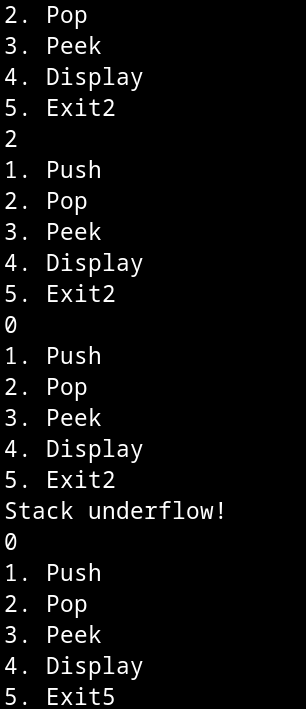 2. Pop
3. Peek
4. Display
5. Exit2
2
1. Push
2. Pop
3. Peek
4. Display
5. Exit2
0
1. Push
2. Pop
3. Peek
4. Display
5. Exit2
Stack underflow!
0
1. Push
2. Pop
3. Peek
4. Display
5. Exit5